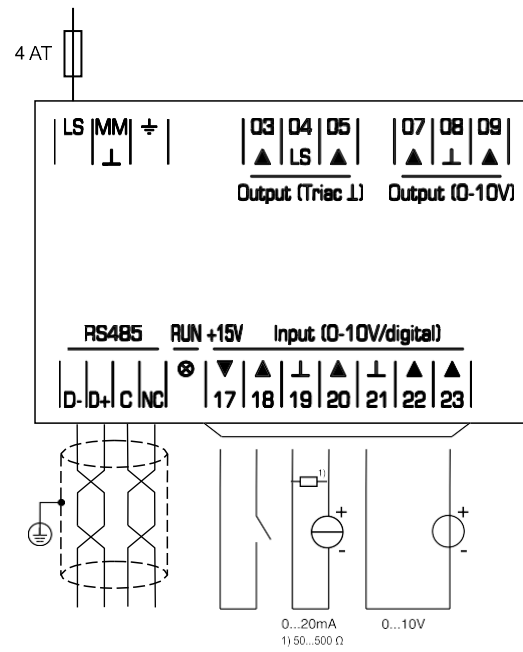 4 AT
LS MM 03 04 05 07 08 09
LS
Output (Triac ⊥) Output (0-10V)
RS485 RUN +15V Input (0-10V/digital)
D- D+ C NC 17 18 19 20 21 22 23
1)
+ +
- -
0...20mA 0...10V
1) 50...500 Ω